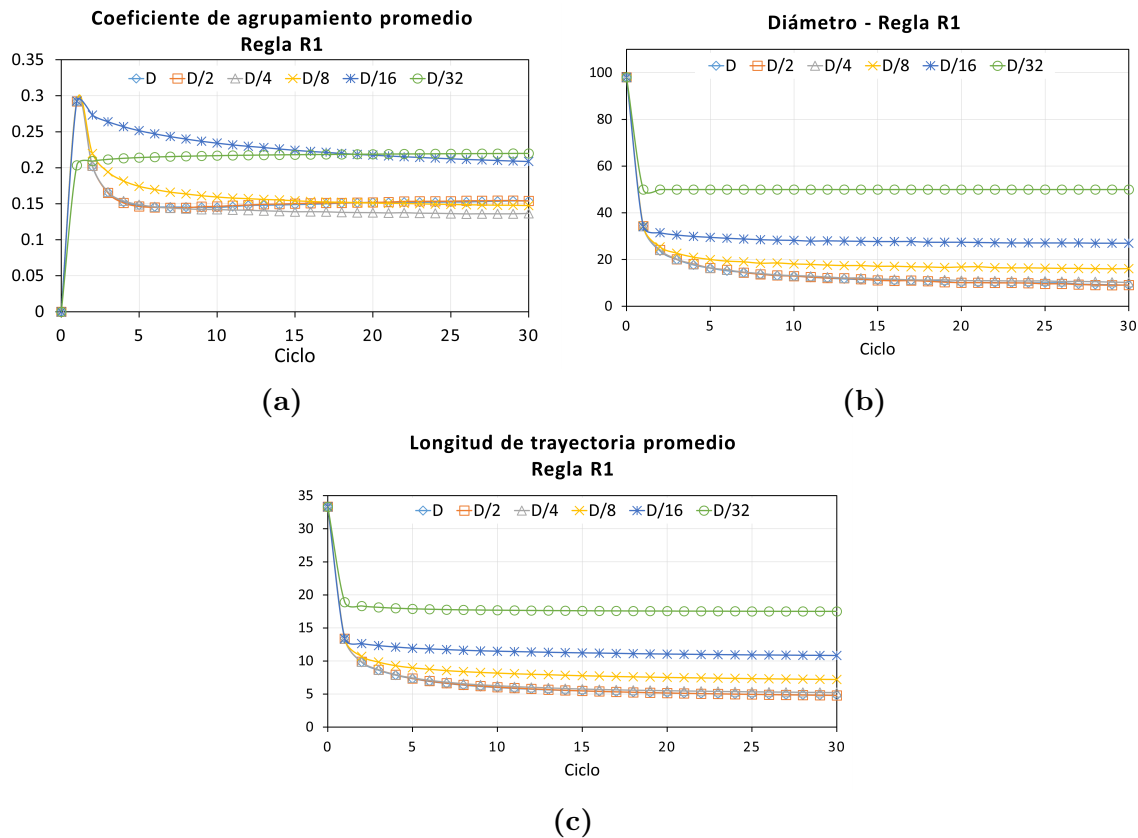 Coeficiente de agrupamiento promedio
Regla R1
D D/2 D/4 D/8 D/16 D/32
0.35
0.3
0.25
0.2
0.15
0.1
0.05
0
0 5 10 15 20 25 30
Ciclo
(a)
Diámetro - Regla R1
D D/2 D/4 D/8 D/16 D/32
100
80
60
40
20
0
0 5 10 15 20 25 30
Ciclo
(b)
Longitud de trayectoria promedio
Regla R1
D D/2 D/4 D/8 D/16 D/32
35
30
25
20
15
10
5
0
0 5 10 15 20 25 30
Ciclo
(c)